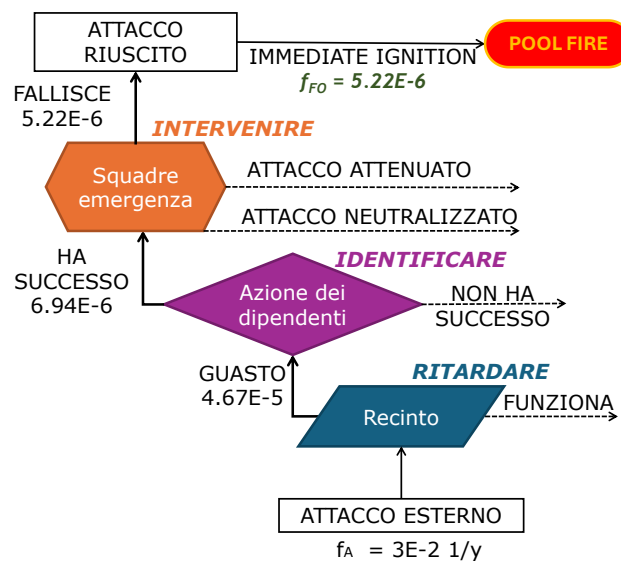 ATTACCO
RIUSCITO
IMMEDIATE IGNITION
f_FO = 5.22E-6
POOL FIRE
FALLISCE
5.22E-6
INTERVENIRE
Squadre
emergenza
ATTACCO ATTENUATO
ATTACCO NEUTRALIZZATO
HA
SUCCESSO
6.94E-6
IDENTIFICARE
Azione dei
dipendenti
NON HA
SUCCESSO
GUASTO
4.67E-5
RITARDARE
Recinto
FUNZIONA
ATTACCO ESTERNO
fA = 3E-2 1/y